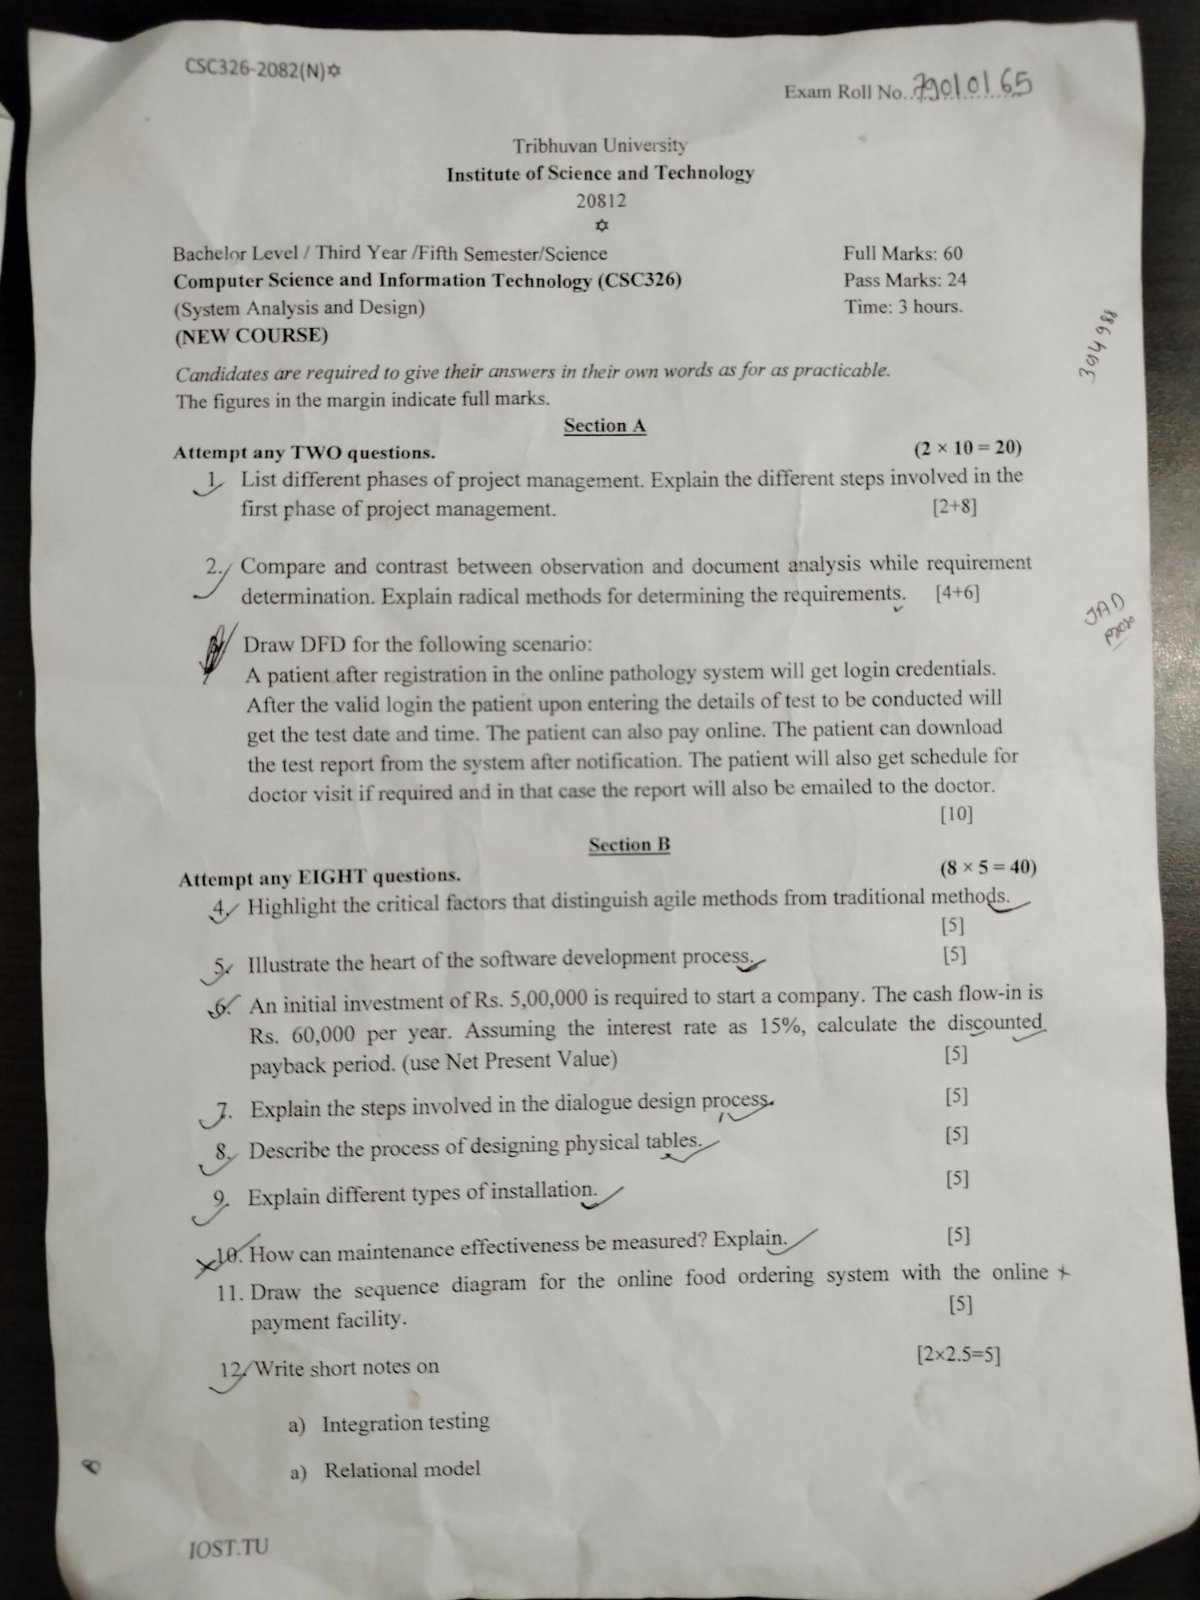 CSC326-2082(N)✡
Exam Roll No. 79010165
Tribhuvan University
Institute of Science and Technology
20812
✡
Bachelor Level / Third Year /Fifth Semester/Science
Full Marks: 60
Computer Science and Information Technology (CSC326)
Pass Marks: 24
(System Analysis and Design)
Time: 3 hours.
(NEW COURSE)
Candidates are required to give their answers in their own words as for as practicable.
The figures in the margin indicate full marks.
Section A
Attempt any TWO questions. (2 × 10 = 20)
1. List different phases of project management. Explain the different steps involved in the
first phase of project management. [2+8]
2. Compare and contrast between observation and document analysis while requirement
determination. Explain radical methods for determining the requirements. [4+6]
JAD
Draw DFD for the following scenario:
A patient after registration in the online pathology system will get login credentials.
After the valid login the patient upon entering the details of test to be conducted will
get the test date and time. The patient can also pay online. The patient can download
the test report from the system after notification. The patient will also get schedule for
doctor visit if required and in that case the report will also be emailed to the doctor.
[10]
Section B
Attempt any EIGHT questions. (8 × 5 = 40)
4. Highlight the critical factors that distinguish agile methods from traditional methods.
[5]
5. Illustrate the heart of the software development process. [5]
6. An initial investment of Rs. 5,00,000 is required to start a company. The cash flow-in is
Rs. 60,000 per year. Assuming the interest rate as 15%, calculate the discounted
payback period. (use Net Present Value) [5]
7. Explain the steps involved in the dialogue design process. [5]
8. Describe the process of designing physical tables. [5]
9. Explain different types of installation. [5]
10. How can maintenance effectiveness be measured? Explain. [5]
11. Draw the sequence diagram for the online food ordering system with the online
payment facility. [5]
12. Write short notes on [2×2.5=5]
a) Integration testing
a) Relational model
IOST.TU